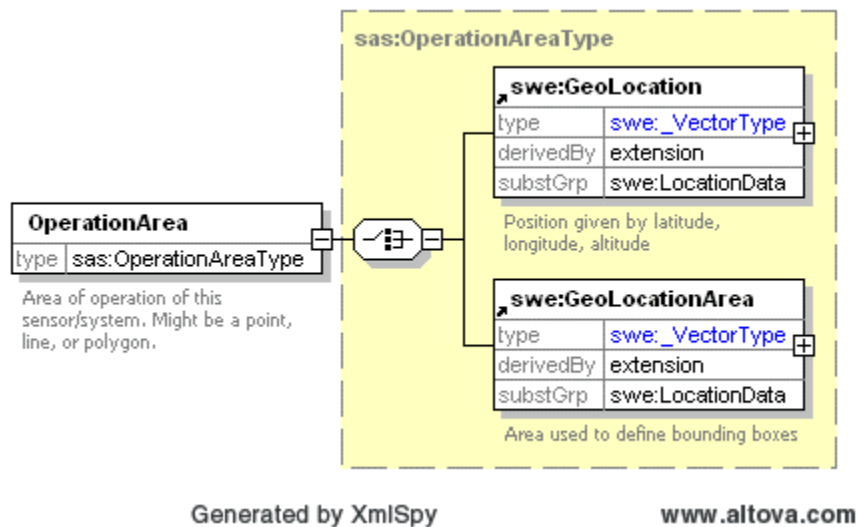 sas:OperationAreaType
swe:GeoLocation
type swe:_VectorType
derivedBy extension
substGrp swe:LocationData
Position given by latitude,
longitude, altitude
OperationArea
type sas:OperationAreaType
Area of operation of this
sensor/system. Might be a point,
line, or polygon.
swe:GeoLocationArea
type swe:_VectorType
derivedBy extension
substGrp swe:LocationData
Area used to define bounding boxes
Generated by XmlSpy www.altova.com